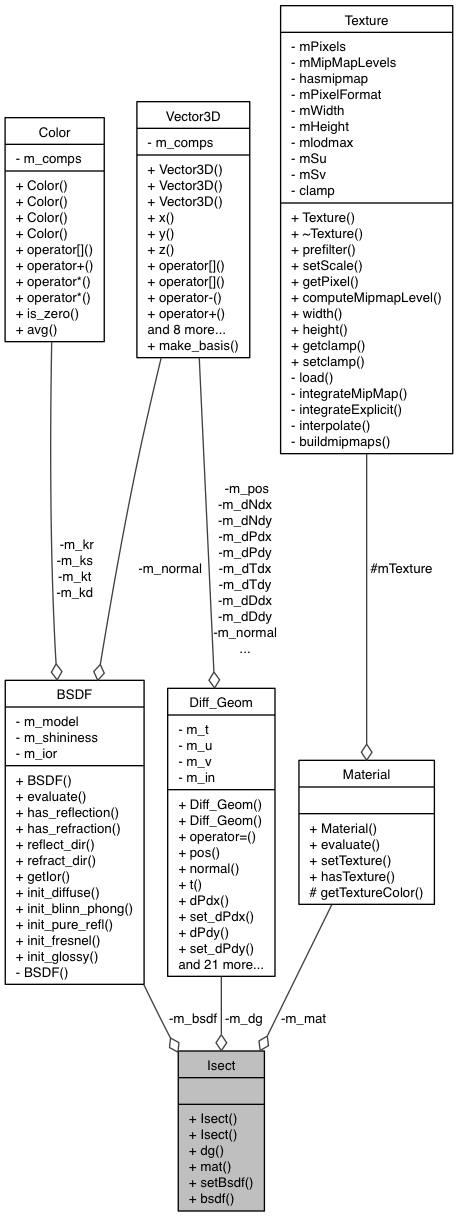 Texture
- mPixels
- mMipMapLevels
- hasmipmap
- mPixelFormat
- mWidth
- mHeight
- mlodmax
- mSu
- mSv
- clamp
+ Texture()
+ ~Texture()
+ prefilter()
+ setScale()
+ getPixel()
+ computeMipmapLevel()
+ width()
+ height()
+ getclamp()
+ setclamp()
- load()
- integrateMipMap()
- integrateExplicit()
- interpolate()
- buildmipmaps()
Vector3D
- m_comps
+ Vector3D()
+ Vector3D()
+ Vector3D()
+ x()
+ y()
+ z()
+ operator[]()
+ operator[]()
+ operator-()
+ operator+()
and 8 more...
+ make_basis()
Color
- m_comps
+ Color()
+ Color()
+ Color()
+ Color()
+ operator[]()
+ operator+()
+ operator*()
+ operator*()
+ is_zero()
+ avg()
-m_kr
-m_ks
-m_kt
-m_kd
-m_normal
-m_pos
-m_dNdx
-m_dNdy
-m_dPdx
-m_dPdy
-m_dTdx
-m_dTdy
-m_dDdx
-m_dDdy
-m_normal
...
#mTexture
BSDF
- m_model
- m_shininess
- m_ior
+ BSDF()
+ evaluate()
+ has_reflection()
+ has_refraction()
+ reflect_dir()
+ refract_dir()
+ getIor()
+ init_diffuse()
+ init_blinn_phong()
+ init_pure_refl()
+ init_fresnel()
+ init_glossy()
- BSDF()
Diff_Geom
- m_t
- m_u
- m_v
- m_in
+ Diff_Geom()
+ Diff_Geom()
+ operator=()
+ pos()
+ normal()
+ t()
+ dPdx()
+ set_dPdx()
+ dPdy()
+ set_dPdy()
and 21 more...
Material
+ Material()
+ evaluate()
+ setTexture()
+ hasTexture()
# getTextureColor()
-m_bsdf
-m_dg
-m_mat
Isect
+ Isect()
+ Isect()
+ dg()
+ mat()
+ setBsdf()
+ bsdf()